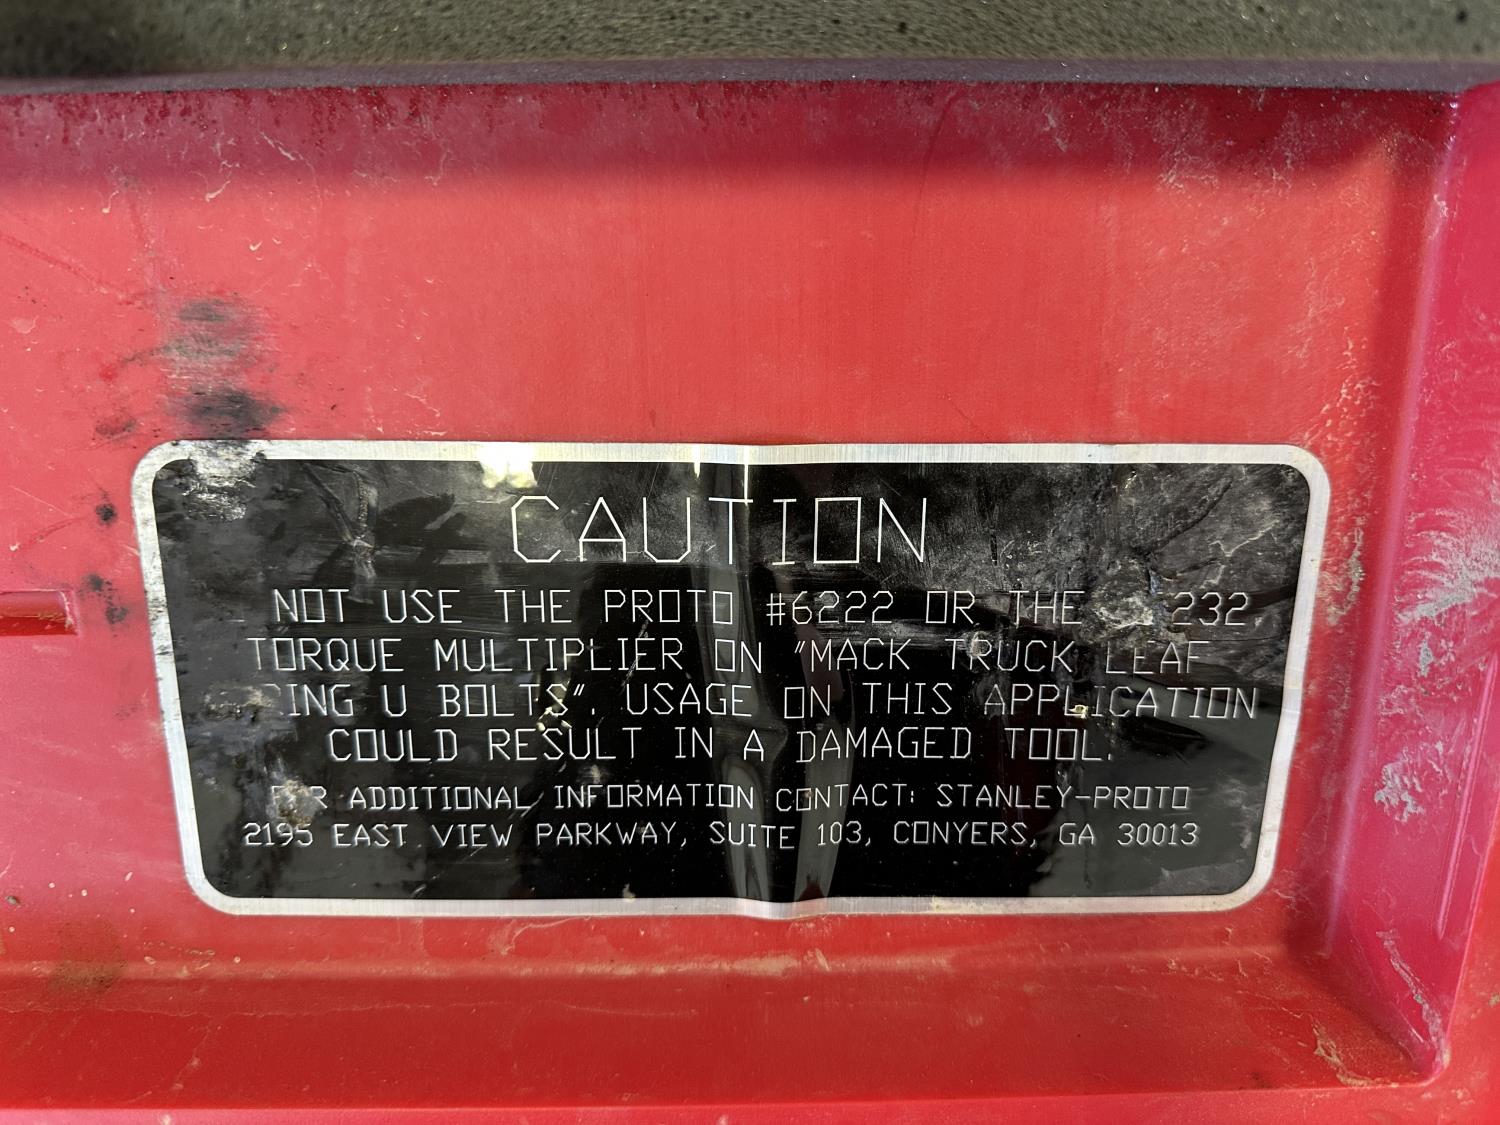 CAUTION
NOT USE THE PROTO #6222 OR THE 232,
TORQUE MULTIPLIER ON "MACK TRUCK LEAF
ING U BOLTS". USAGE ON THIS APPLICATION
COULD RESULT IN A DAMAGED TOOL.
FOR ADDITIONAL INFORMATION CONTACT: STANLEY-PROTO
2195 EAST VIEW PARKWAY, SUITE 103, CONYERS, GA 30013